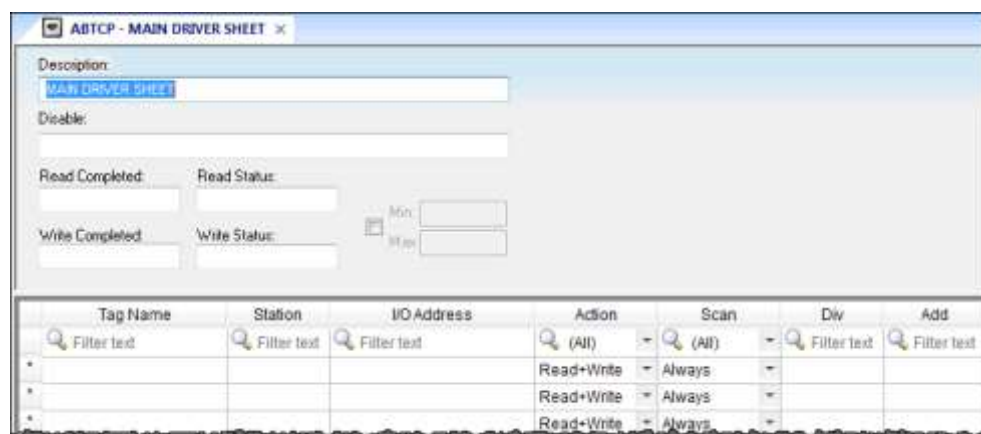 ABTCP - MAIN DRIVER SHEET ×
Description:
MAIN DRIVER SHEET
Disable:
Read Completed: Read Status:
Min:
Write Completed: Write Status:
Max:
Tag Name Station I/O Address Action Scan Div Add
Filter text Filter text Filter text (All) (All) Filter text Filter text
* Read+Write Always
* Read+Write Always
* Read+Write Always